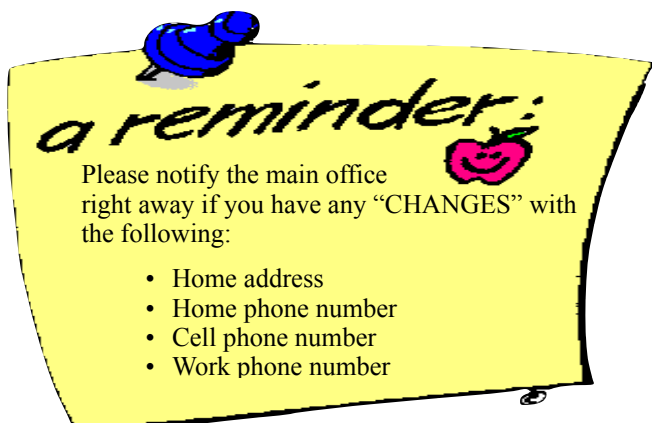 a reminder:
Please notify the main office
right away if you have any “CHANGES” with
the following:
• Home address
• Home phone number
• Cell phone number
• Work phone number